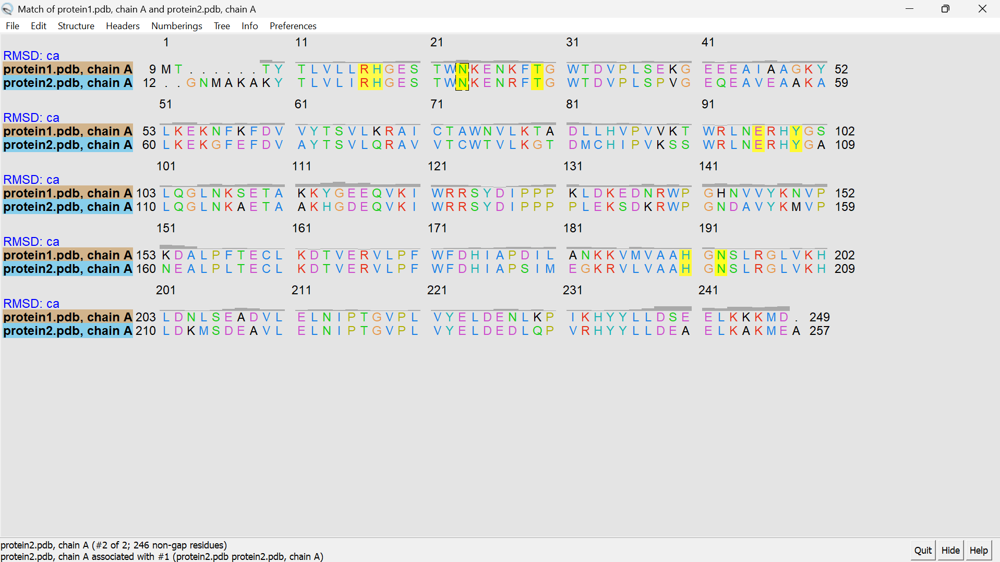 Match of protein1.pdb, chain A and protein2.pdb, chain A
File Edit Structure Headers Numberings Tree Info Preferences
1 11 21 31 41
RMSD: ca
protein1.pdb, chain A 9 M T . . . . . . T Y T L V L L R H G E S T W N K E N K F T G W T D V P L S E K G E E E A I A A G K Y 52
protein2.pdb, chain A 12 . . G N M A K A K Y T L V L I R H G E S T W N K E N R F T G W T D V P L S P V G E Q E A V E A A K A 59
51 61 71 81 91
RMSD: ca
protein1.pdb, chain A 53 L K E K N F K F D V V Y T S V L K R A I C T A W N V L K T A D L L H V P V V K T W R L N E R H Y G S 102
protein2.pdb, chain A 60 L K E K G F E F D V A Y T S V L Q R A V V T C W T V L K G T D M C H I P V K S S W R L N E R H Y G A 109
101 111 121 131 141
RMSD: ca
protein1.pdb, chain A 103 L Q G L N K S E T A K K Y G E E Q V K I W R R S Y D I P P P K L D K E D N R W P G H N V V Y K N V P 152
protein2.pdb, chain A 110 L Q G L N K A E T A A K H G D E Q V K I W R R S Y D I P P P P L E K S D K R W P G N D A V Y K M V P 159
151 161 171 181 191
RMSD: ca
protein1.pdb, chain A 153 K D A L P F T E C L K D T V E R V L P F W F D H I A P D I L A N K K V M V A A H G N S L R G L V K H 202
protein2.pdb, chain A 160 N E A L P L T E C L K D T V E R V L P F W F D H I A P S I M E G K R V L V A A H G N S L R G L V K H 209
201 211 221 231 241
RMSD: ca
protein1.pdb, chain A 203 L D N L S E A D V L E L N I P T G V P L V Y E L D E N L K P I K H Y Y L L D S E E L K K K M D . 249
protein2.pdb, chain A 210 L D K M S D E A V L E L N I P T G V P L V Y E L D E D L Q P V R H Y Y L L D E A E L K A K M E A 257
protein2.pdb, chain A (#2 of 2; 246 non-gap residues)
protein2.pdb, chain A associated with #1 (protein2.pdb protein2.pdb, chain A)
Quit Hide Help